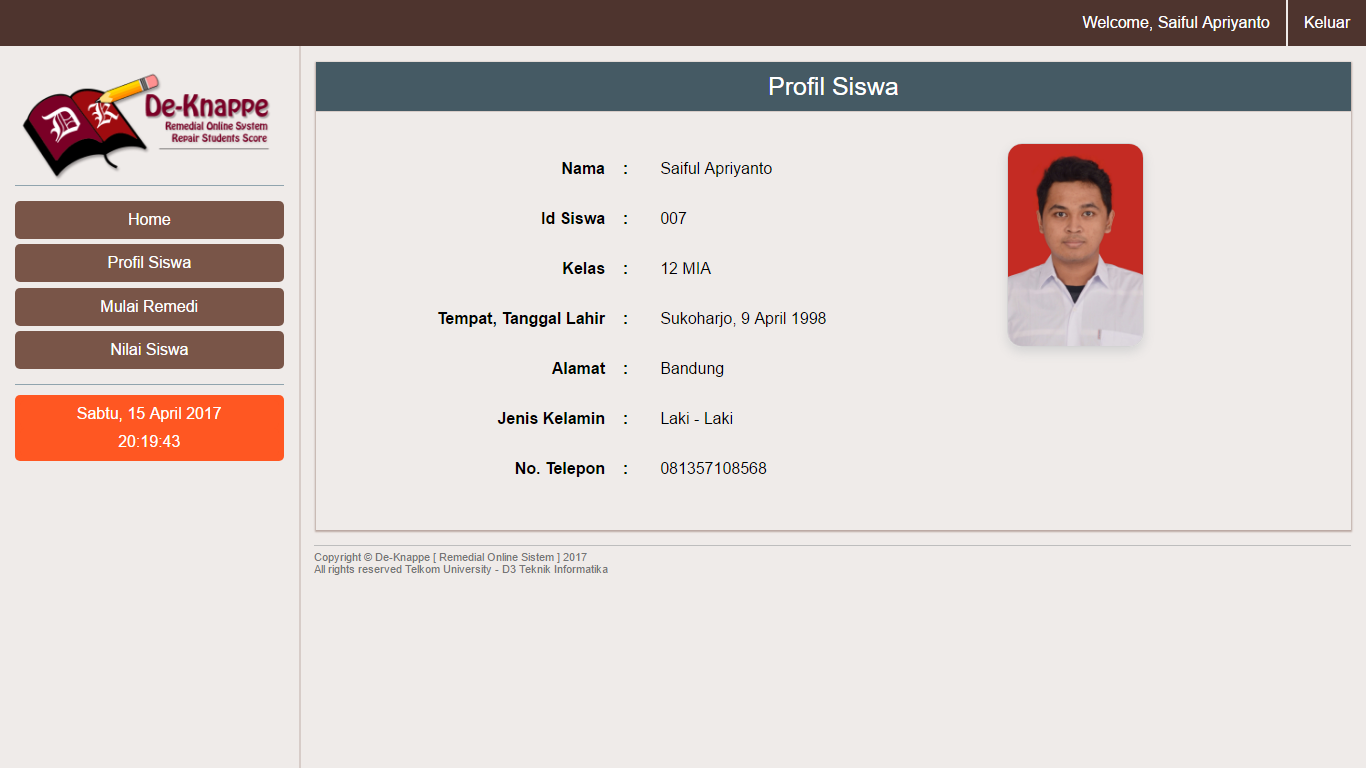 Welcome, Saiful Apriyanto
Keluar
DK
De-Knappe
Remedial Online System
Repair Students Score
Home
Profil Siswa
Mulai Remedi
Nilai Siswa
Sabtu, 15 April 2017
20:19:43
Profil Siswa
Nama : Saiful Apriyanto
Id Siswa : 007
Kelas : 12 MIA
Tempat, Tanggal Lahir : Sukoharjo, 9 April 1998
Alamat : Bandung
Jenis Kelamin : Laki - Laki
No. Telepon : 081357108568
Copyright © De-Knappe [ Remedial Online Sistem ] 2017
All rights reserved Telkom University - D3 Teknik Informatika